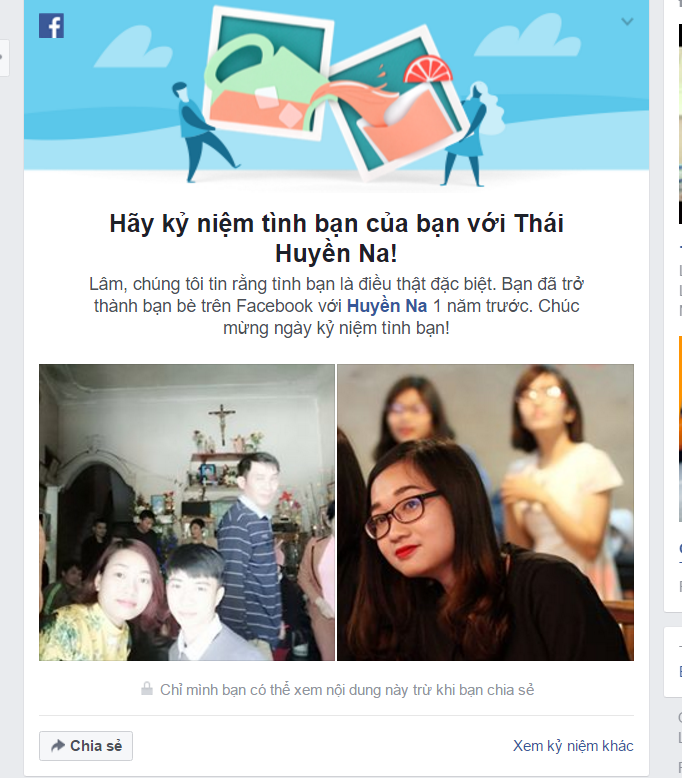 Hãy kỷ niệm tình bạn của bạn với Thái
Huyền Na!
Lâm, chúng tôi tin rằng tình bạn là điều thật đặc biệt. Bạn đã trở
thành bạn bè trên Facebook với Huyền Na 1 năm trước. Chúc
mừng ngày kỷ niệm tình bạn!
Chỉ mình bạn có thể xem nội dung này trừ khi bạn chia sẻ
Chia sẻ
Xem kỷ niệm khác